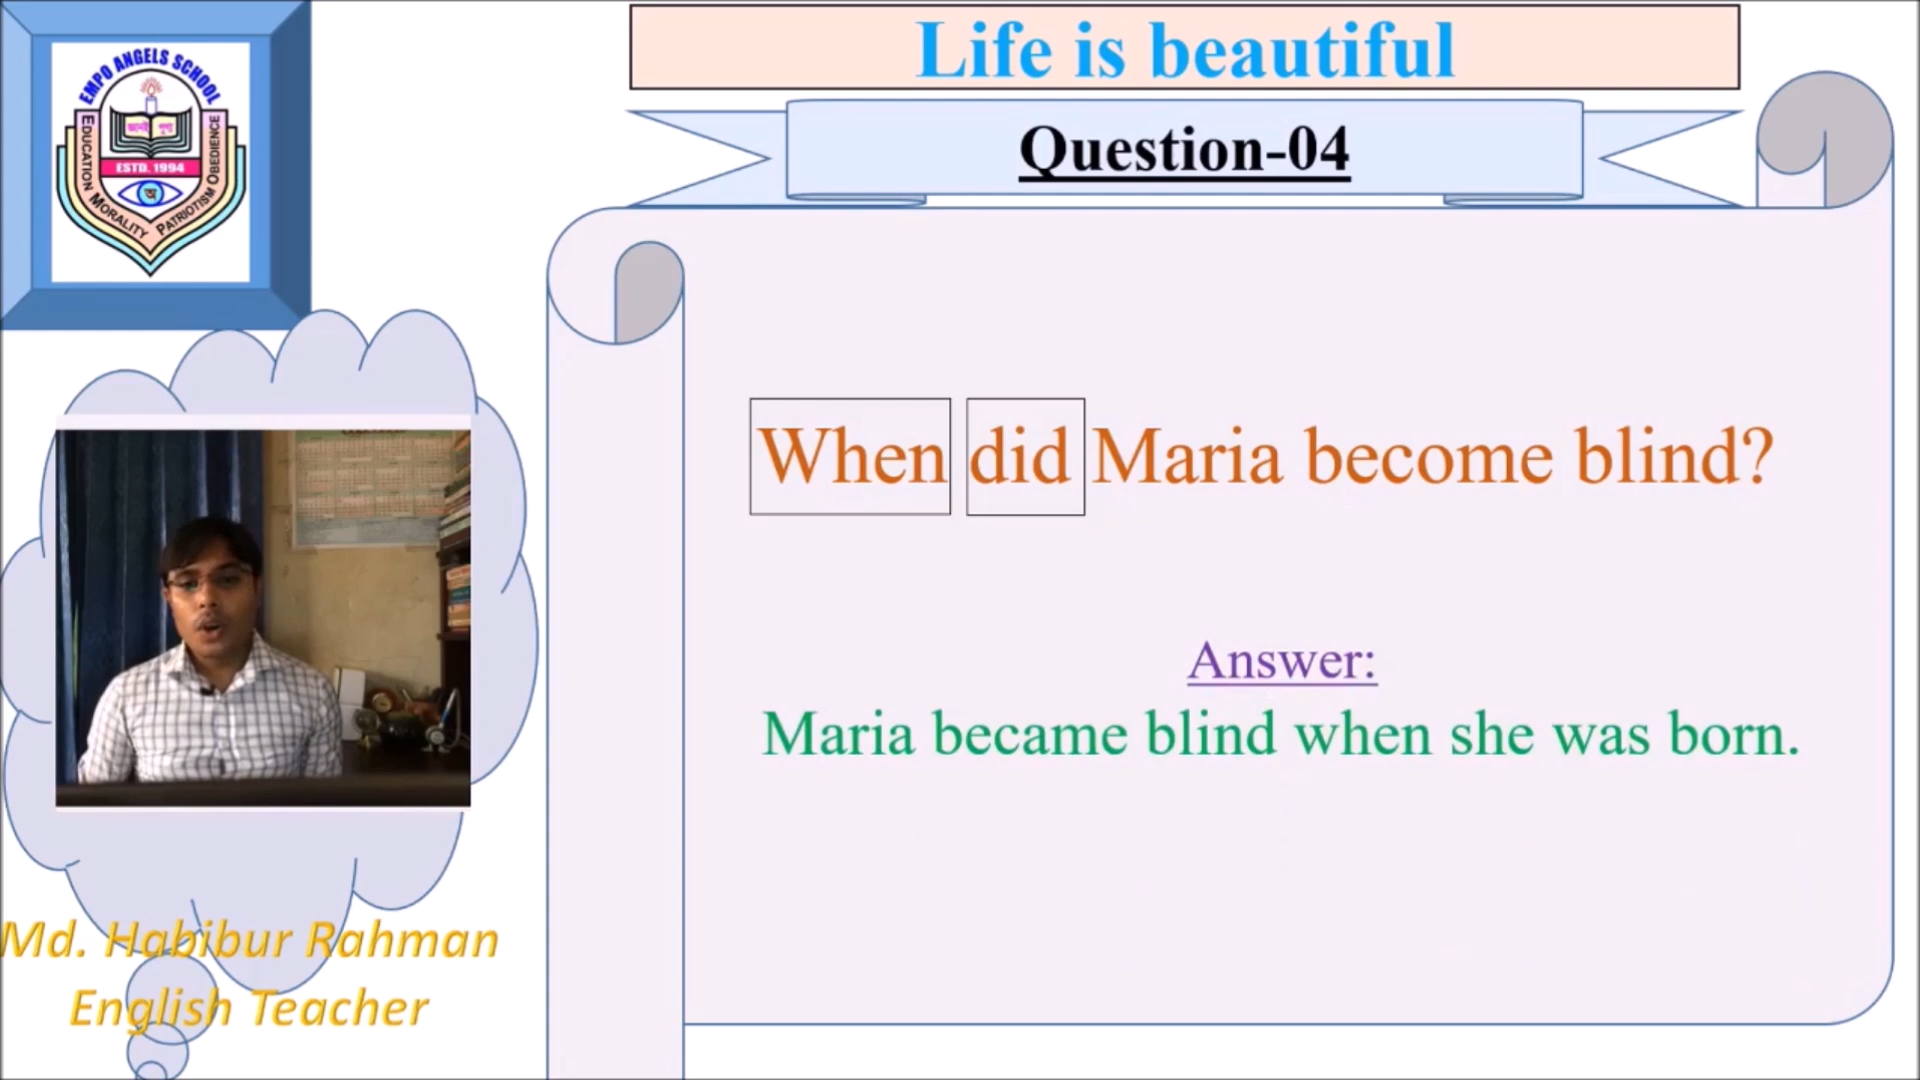 EMPO ANGELS SCHOOL
ESTD. 1994
EDUCATION MORALITY PATRIOTISM OBEDIENCE
অ
Life is beautiful
Question-04
When did Maria become blind?
Answer:
Maria became blind when she was born.
Md. Habibur Rahman
English Teacher